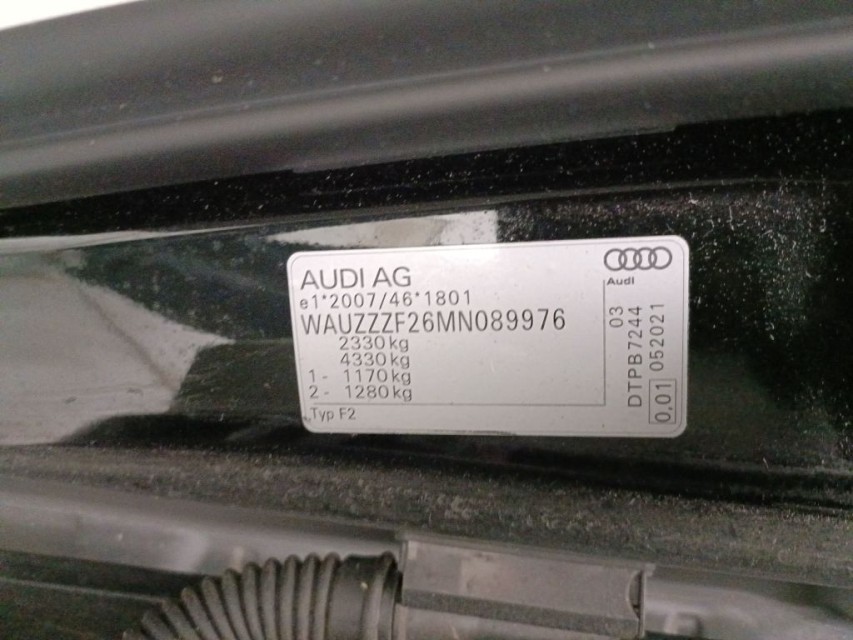 AUDI AG
e1*2007/46*1801
WAUZZZF26MN089976
2330kg
4330kg
1- 1170kg
2- 1280kg
Typ F2
Audi
03
DTPB7244
0,01 052021